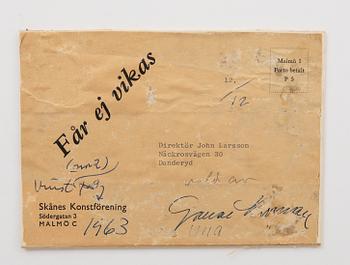 Får ej vikas
Malmö 1
Porto betalt
P 5
12.
/12
Direktör John Larsson
Näckrosvägen 30
Danderyd
Skånes Konstförening
Södergatan 3
MALMÖ C
1963